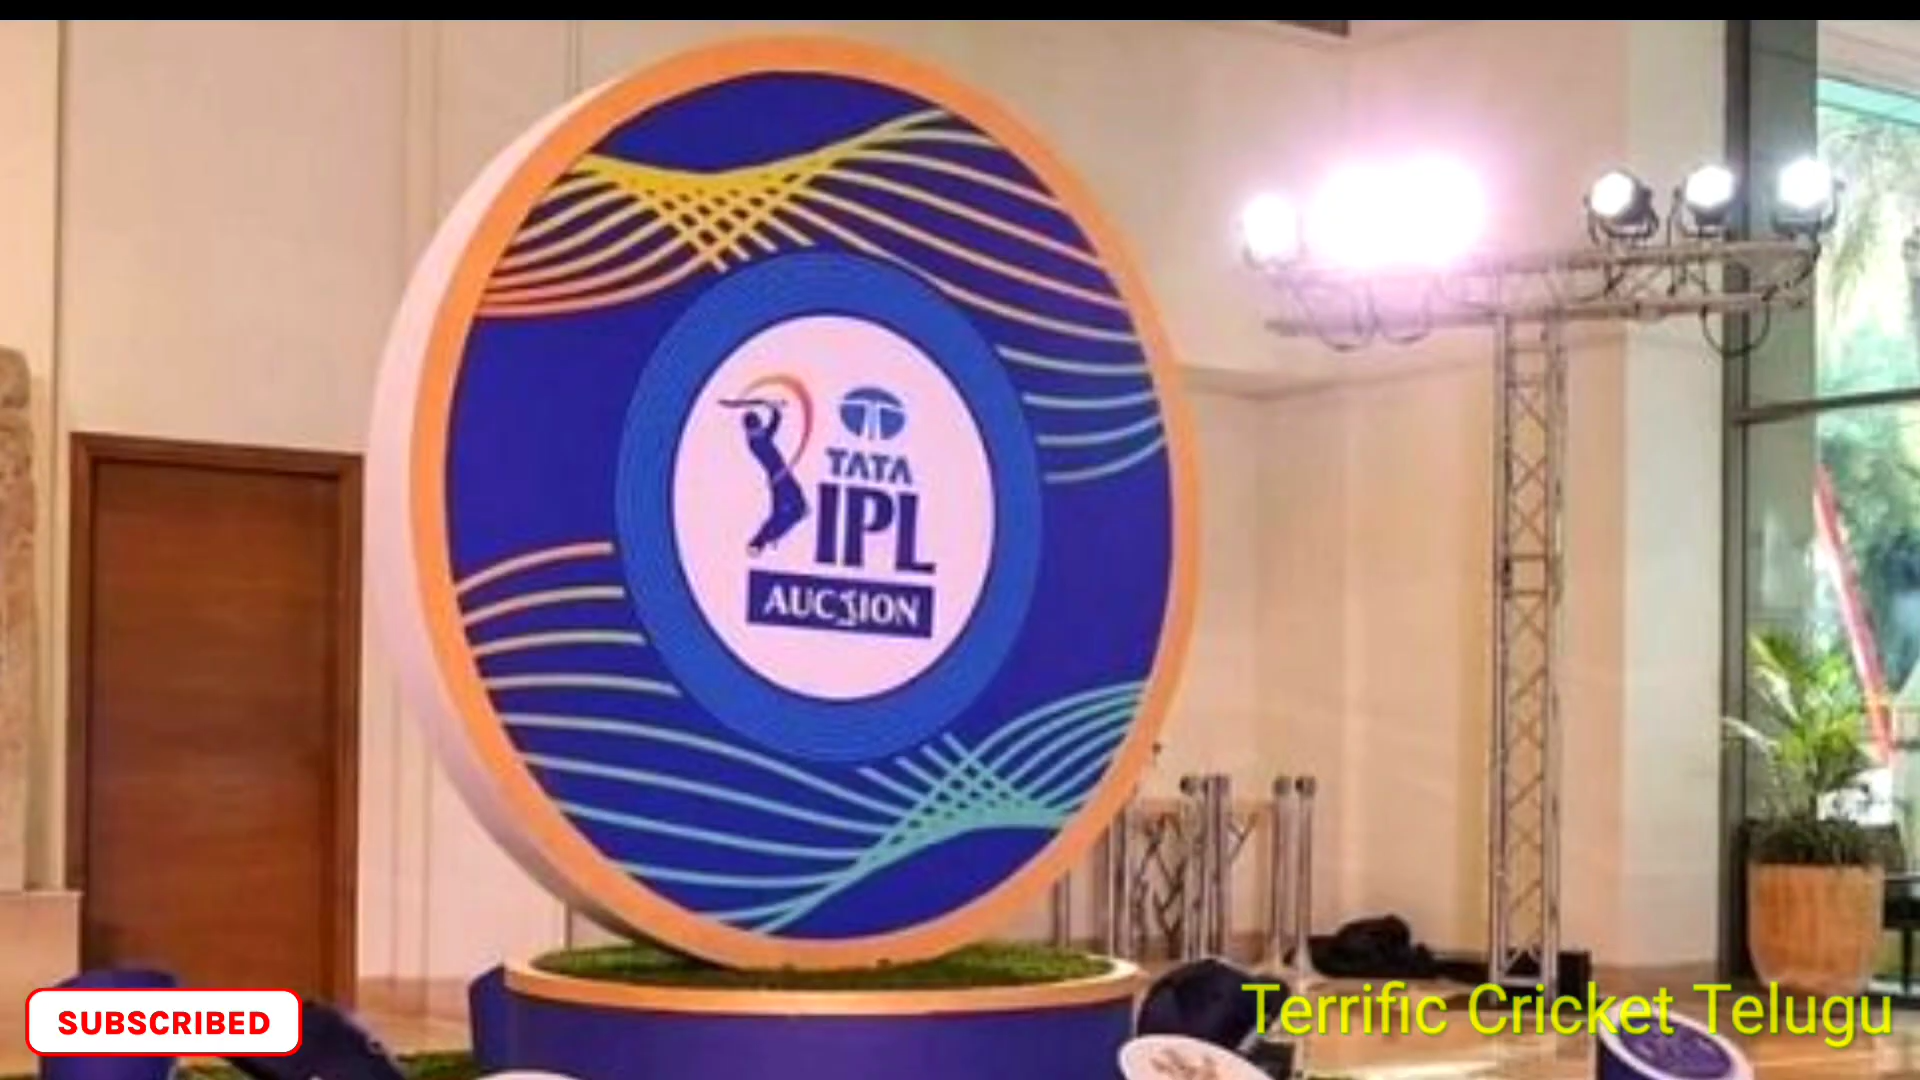 TATA
IPL
AUCTION
SUBSCRIBED
Terrific Cricket Telugu